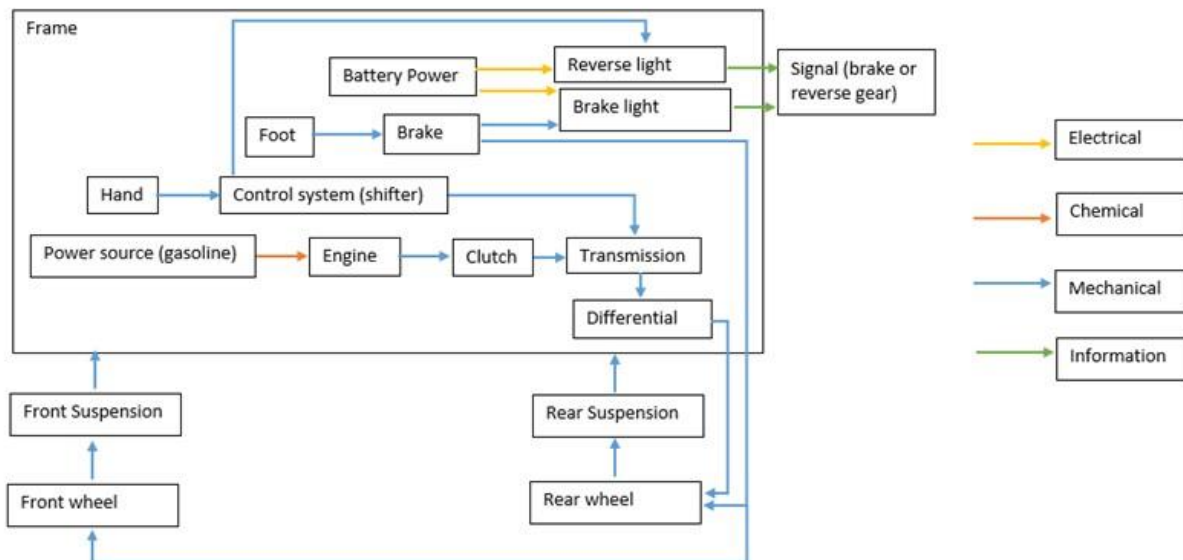 Frame
Reverse light
Signal (brake or
reverse gear)
Battery Power
Brake light
Foot
Brake
Electrical
Hand
Control system (shifter)
Chemical
Power source (gasoline)
Engine
Clutch
Transmission
Mechanical
Differential
Information
Front Suspension
Rear Suspension
Front wheel
Rear wheel